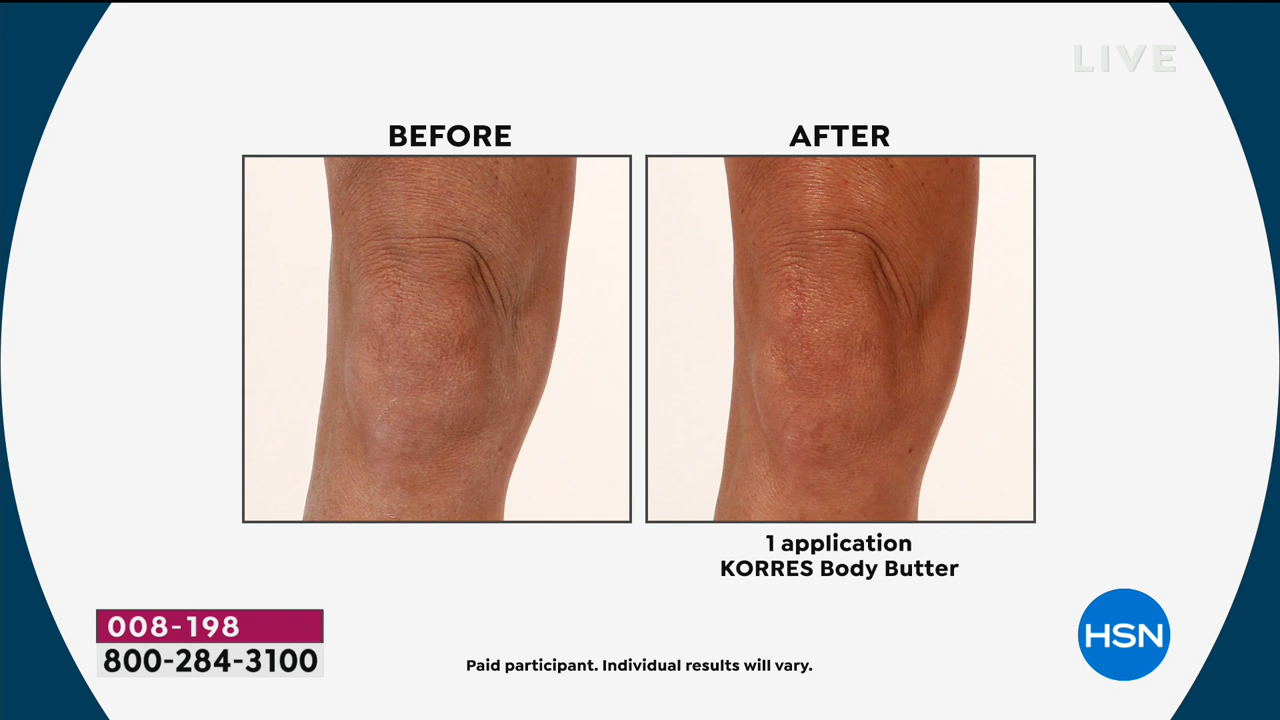 LIVE
BEFORE
AFTER
1 application
KORRES Body Butter
008-198
800-284-3100
Paid participant. Individual results will vary.
HSN